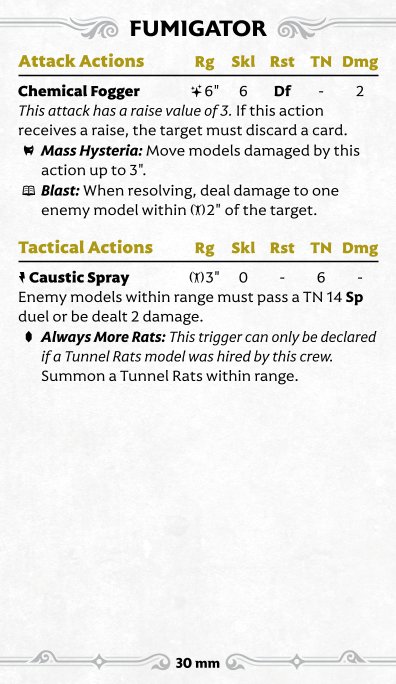 FUMIGATOR
Attack Actions Rg Skl Rst TN Dmg
Chemical Fogger 6" 6 Df - 2
This attack has a raise value of 3. If this action
receives a raise, the target must discard a card.
Mass Hysteria: Move models damaged by this
action up to 3".
Blast: When resolving, deal damage to one
enemy model within 2" of the target.
Tactical Actions Rg Skl Rst TN Dmg
Caustic Spray 3" 0 - 6 -
Enemy models within range must pass a TN 14 Sp
duel or be dealt 2 damage.
Always More Rats: This trigger can only be declared
if a Tunnel Rats model was hired by this crew.
Summon a Tunnel Rats within range.
30 mm